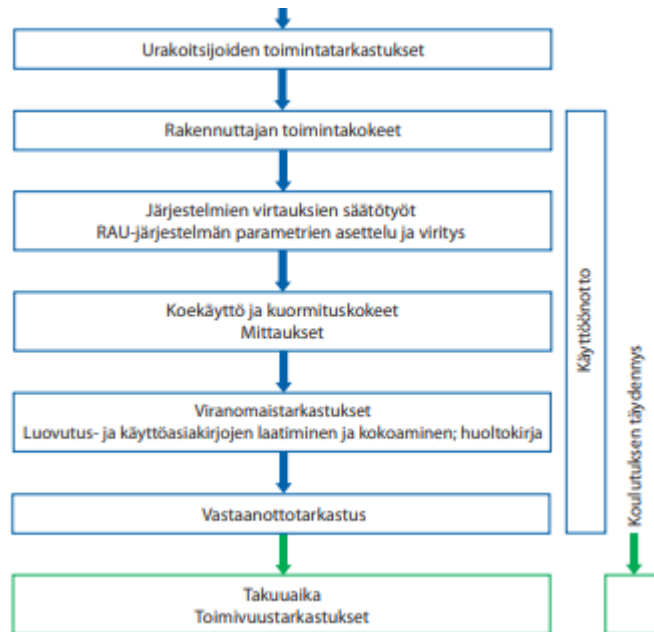 Urakoitsijoiden toimintatarkastukset
Rakennuttajan toimintakokeet
Järjestelmien virtauksien säätötyöt
RAU-järjestelmän parametrien asettelu ja viritys
Koekäyttö ja kuormituskokeet
Mittaukset
Viranomaistarkastukset
Luovutus- ja käyttöasiakirjojen laatiminen ja kokoaminen; huoltokirja
Vastaanottotarkastus
Takuuaika
Toimivuustarkastukset
Käyttöönotto
Koulutuksen täydennys